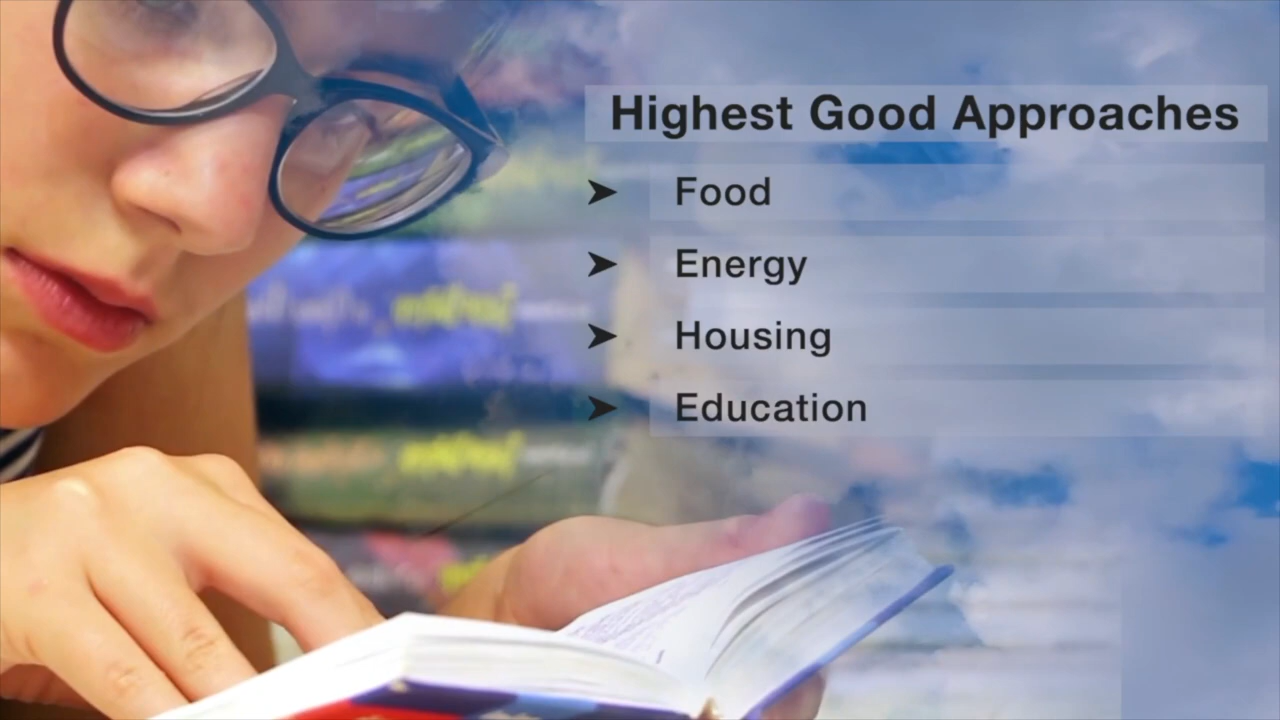 Highest Good Approaches
➤ Food
➤ Energy
➤ Housing
➤ Education